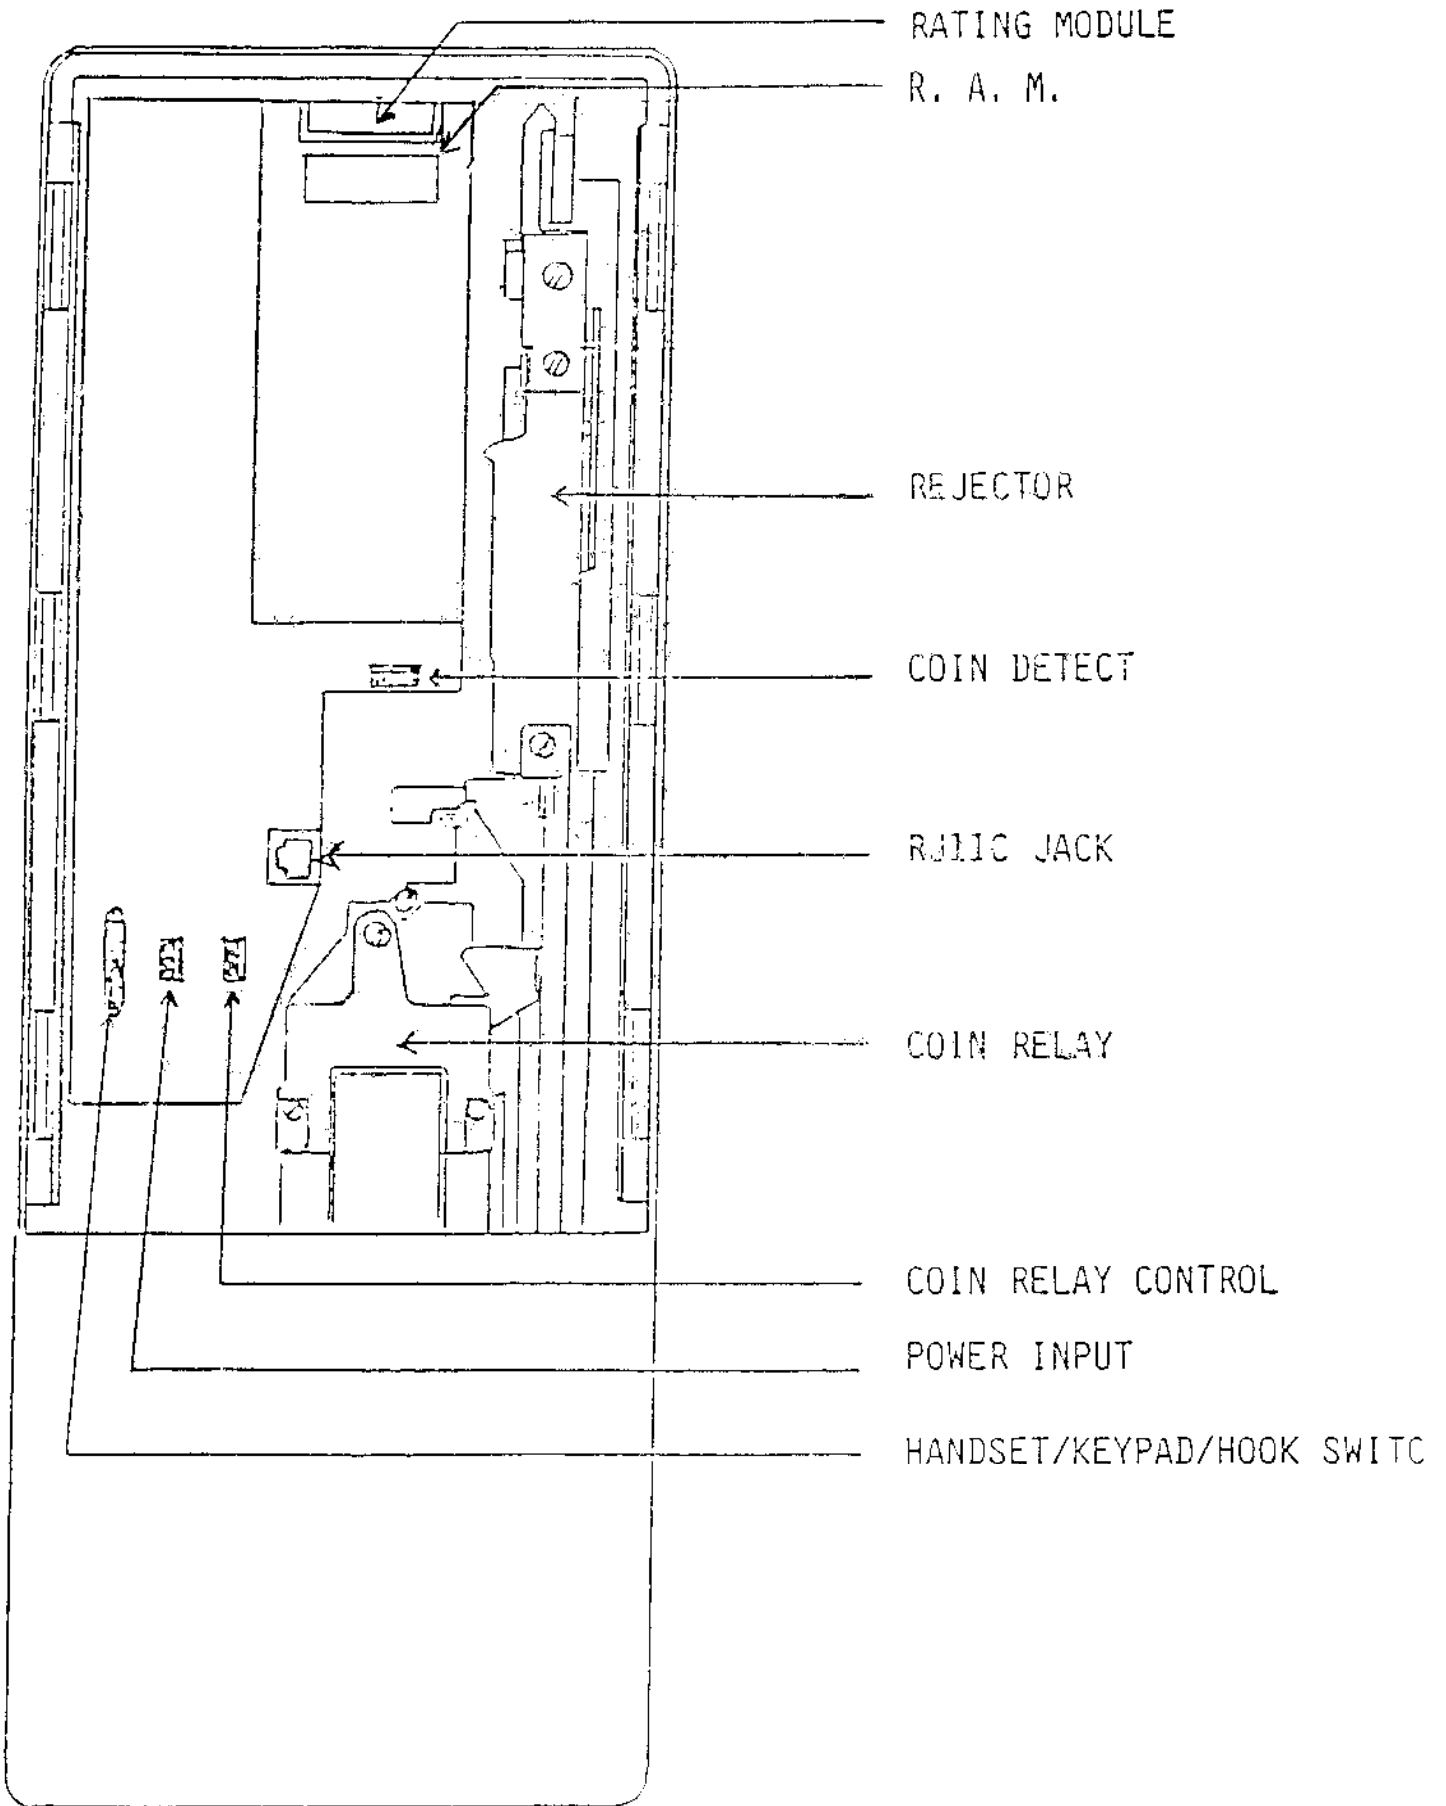 RATING MODULE
R. A. M.
REJECTOR
COIN DETECT
RJ11C JACK
COIN RELAY
COIN RELAY CONTROL
POWER INPUT
HANDSET/KEYPAD/HOOK SWITC